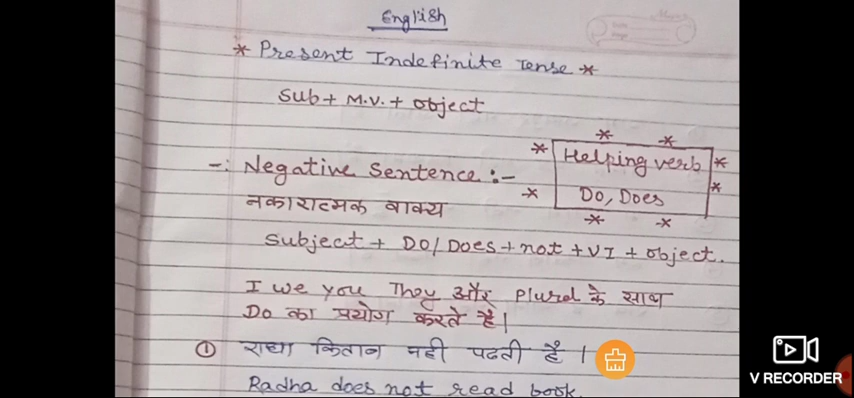 English
* Present Indefinite Tense *
Sub + M.V. + object
* *
* Helping verb *
-: Negative Sentence :-
* Do, Does *
* *
नकारात्मक वाक्य
Subject + DO/Does + not + VI + object.
I we you They और Plural के साथ
Do का प्रयोग करते है।
① राधा किताब नही पढती है ।
Radha does not read book.
V RECORDER